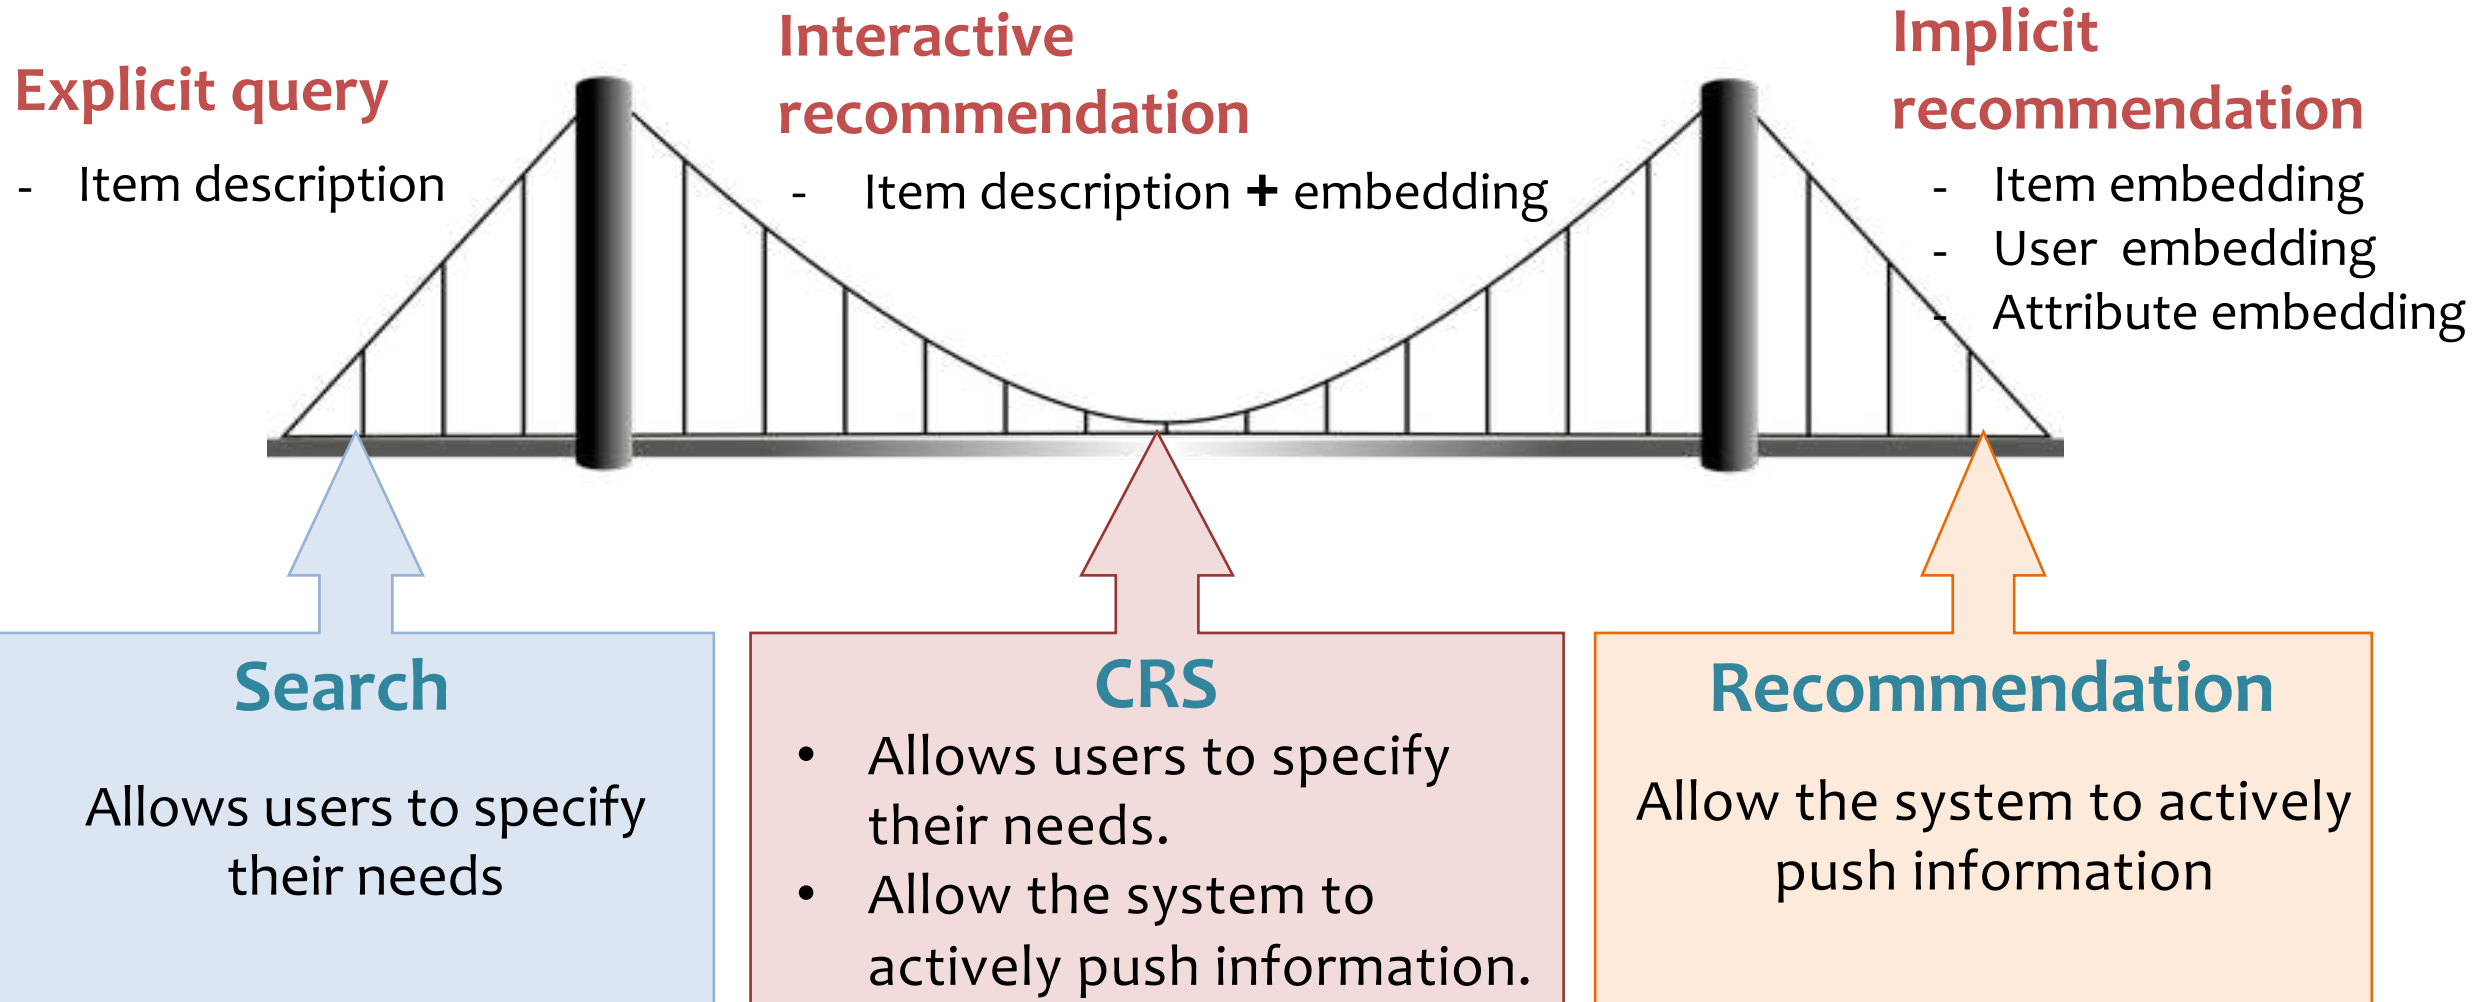 Explicit query
- Item description
Interactive
recommendation
- Item description + embedding
Implicit
recommendation
- Item embedding
- User embedding
- Attribute embedding
Search
Allows users to specify
their needs
CRS
• Allows users to specify
their needs.
• Allow the system to
actively push information.
Recommendation
Allow the system to actively
push information